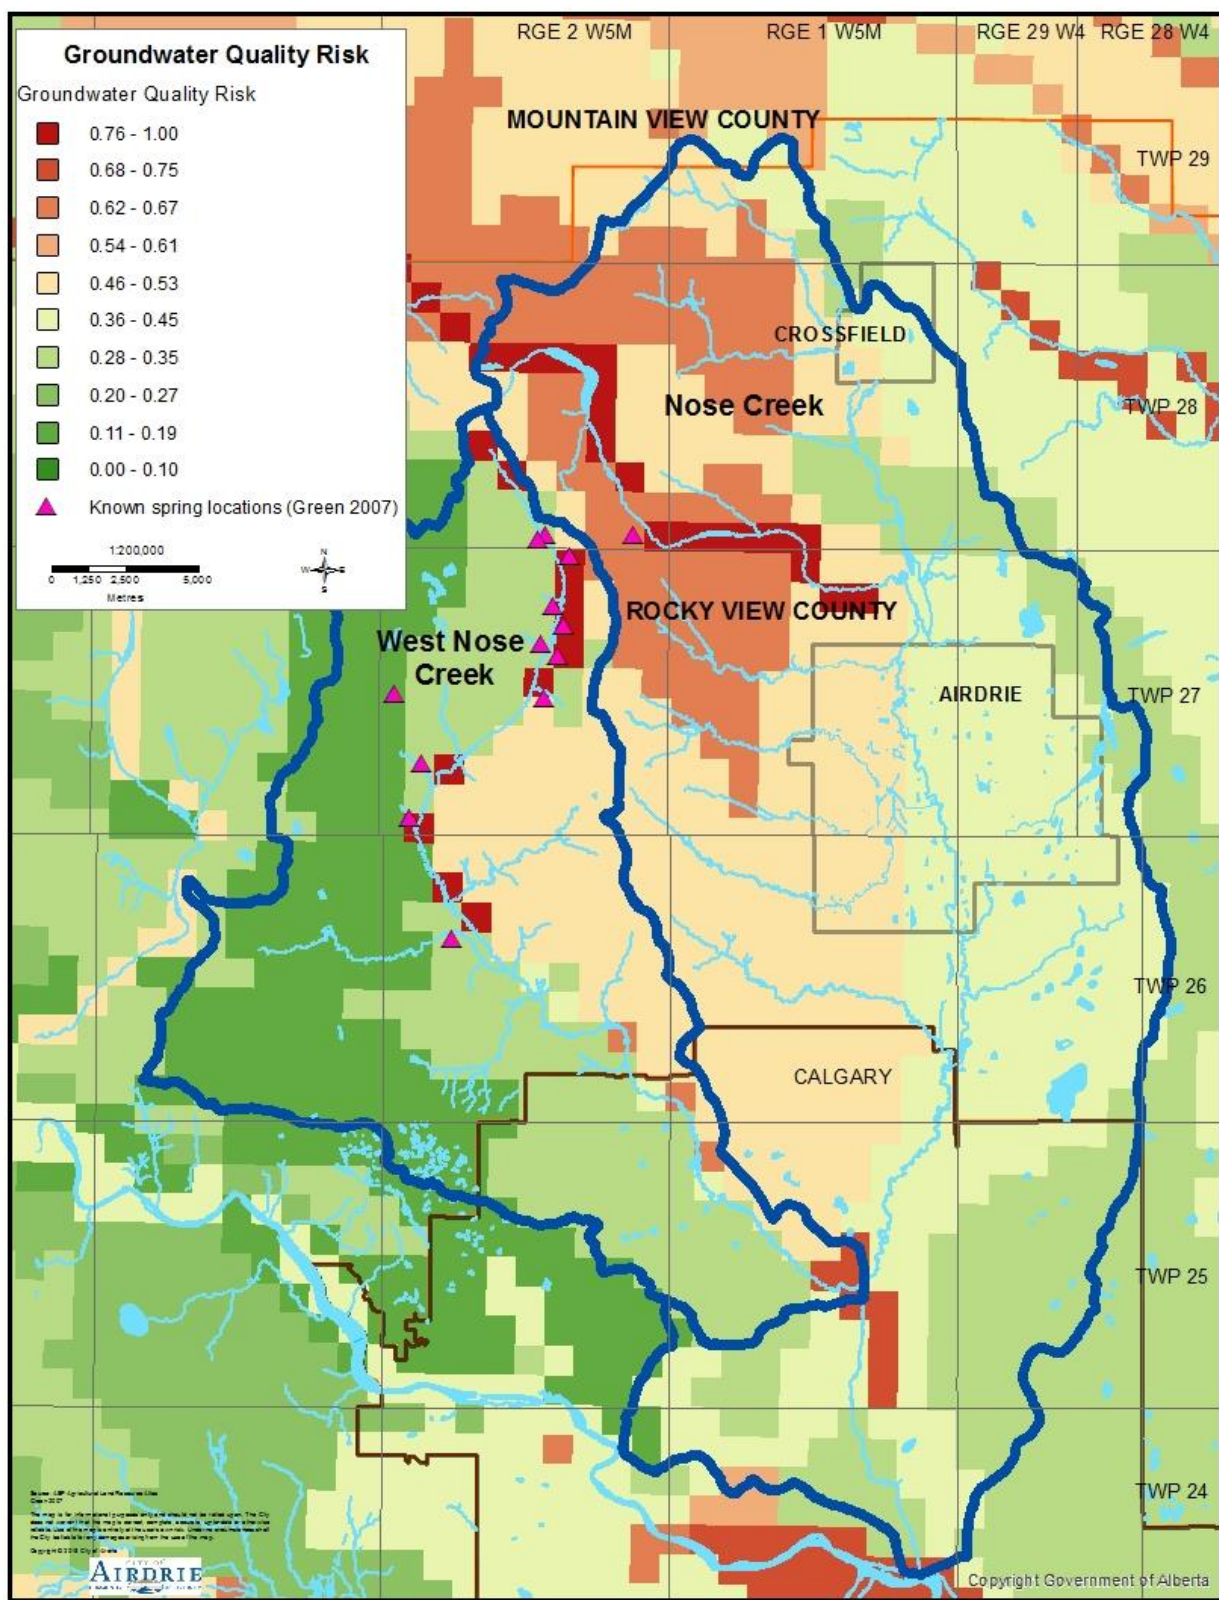 Groundwater Quality Risk
Groundwater Quality Risk
0.76 - 1.00
0.68 - 0.75
0.62 - 0.67
0.54 - 0.61
0.46 - 0.53
0.36 - 0.45
0.28 - 0.35
0.20 - 0.27
0.11 - 0.19
0.00 - 0.10
Known spring locations (Green 2007)
1:200,000
0 1,250 2,500 5,000
Metres
N
W E
S
RGE 2 W5M
RGE 1 W5M
RGE 29 W4
RGE 28 W4
MOUNTAIN VIEW COUNTY
TWP 29
CROSSFIELD
Nose Creek
TWP 28
ROCKY VIEW COUNTY
West Nose
Creek
AIRDRIE
TWP 27
TWP 26
CALGARY
TWP 25
TWP 24
Green 2007
CITY OF
AIRDRIE
Copyright Government of Alberta